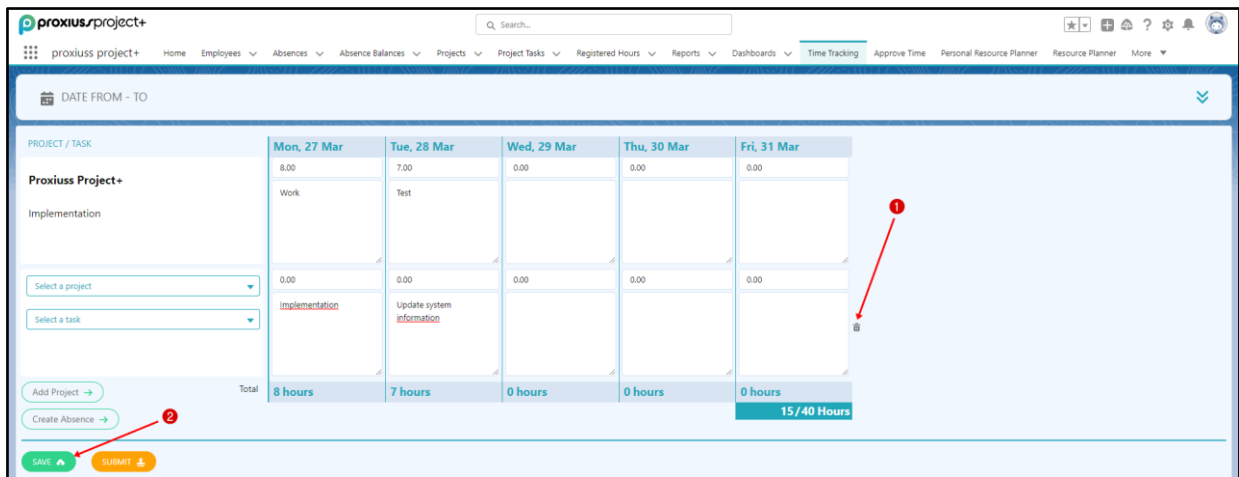 proxıus.project+
Search...
proxiuss project+ Home Employees Absences Absence Balances Projects Project Tasks Registered Hours Reports Dashboards Time Tracking Approve Time Personal Resource Planner Resource Planner More
DATE FROM - TO
PROJECT / TASK Mon, 27 Mar Tue, 28 Mar Wed, 29 Mar Thu, 30 Mar Fri, 31 Mar
8.00 7.00 0.00 0.00 0.00
Proxiuss Project+
Work Test
Implementation
1
0.00 0.00 0.00 0.00 0.00
Select a project
Implementation Update system
information
Select a task
Add Project → Total 8 hours 7 hours 0 hours 0 hours 0 hours
15/40 Hours
Create Absence →
2
SAVE SUBMIT